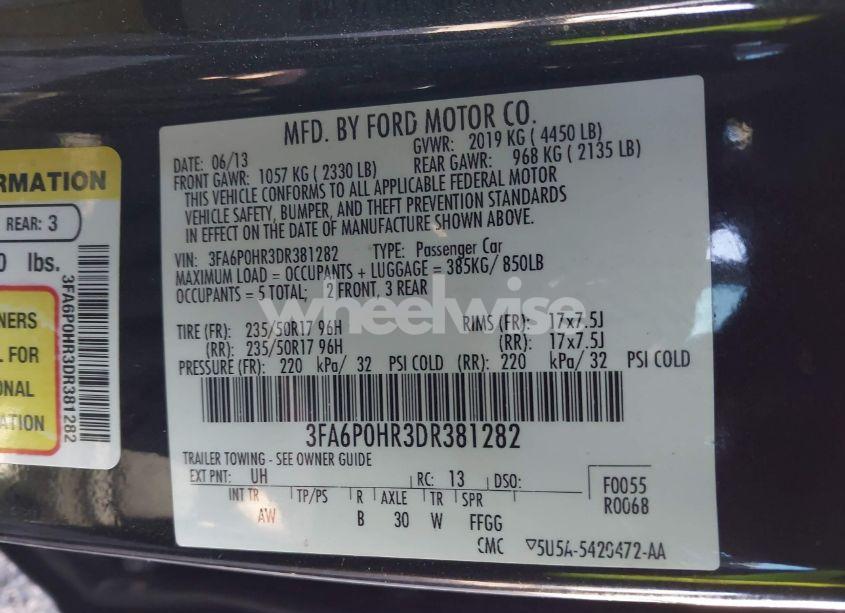 MFD. BY FORD MOTOR CO.
DATE: 06/13 GVWR: 2019 KG ( 4450 LB)
FRONT GAWR: 1057 KG ( 2330 LB) REAR GAWR: 968 KG ( 2135 LB)
THIS VEHICLE CONFORMS TO ALL APPLICABLE FEDERAL MOTOR
VEHICLE SAFETY, BUMPER, AND THEFT PREVENTION STANDARDS
IN EFFECT ON THE DATE OF MANUFACTURE SHOWN ABOVE.
VIN: 3FA6P0HR3DR381282 TYPE: Passenger Car
MAXIMUM LOAD = OCCUPANTS + LUGGAGE = 385KG/ 850LB
OCCUPANTS = 5 TOTAL; 2 FRONT, 3 REAR
TIRE (FR): 235/50R17 96H RIMS (FR): 17x7.5J
(RR): 235/50R17 96H (RR): 17x7.5J
PRESSURE (FR): 220 kPa/ 32 PSI COLD (RR): 220 kPa/ 32 PSI COLD
3FA6P0HR3DR381282
TRAILER TOWING - SEE OWNER GUIDE
EXT PNT: UH RC: 13 DSO:
F0055
R0068
INT TR TP/PS R AXLE TR SPR
AW B 30 W FFGG
CMC ▽5U5A-5420472-AA
RMATION
REAR: 3
0 lbs.
NERS
L FOR
ONAL
ATION
3FA6P0HR3DR381282
wheelwise